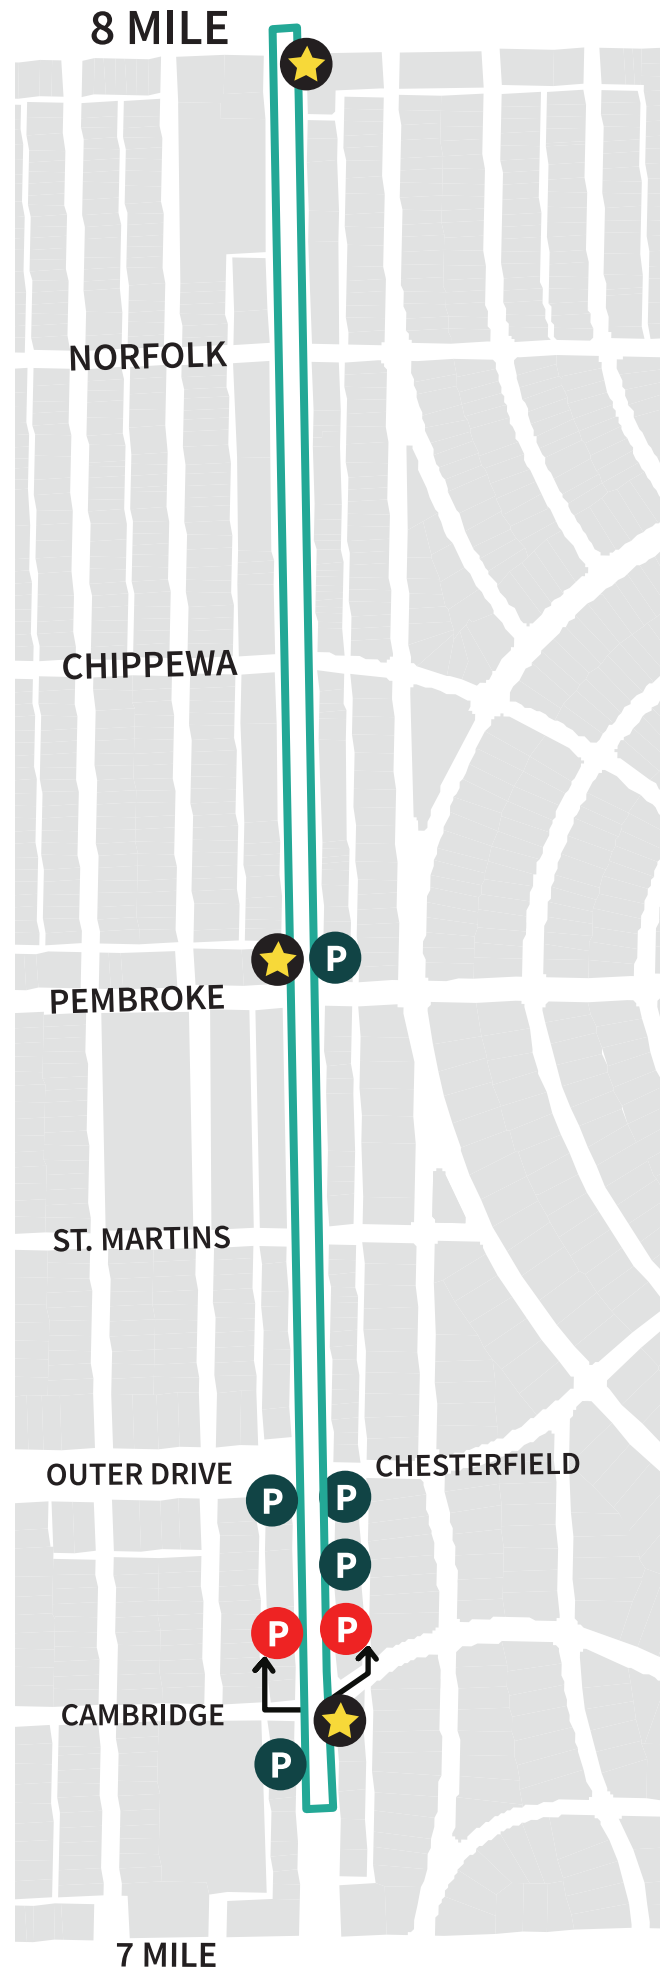 8 MILE
NORFOLK
CHIPPEWA
P
PEMBROKE
ST. MARTINS
OUTER DRIVE
CHESTERFIELD
P
P
P
P
P
CAMBRIDGE
P
7 MILE